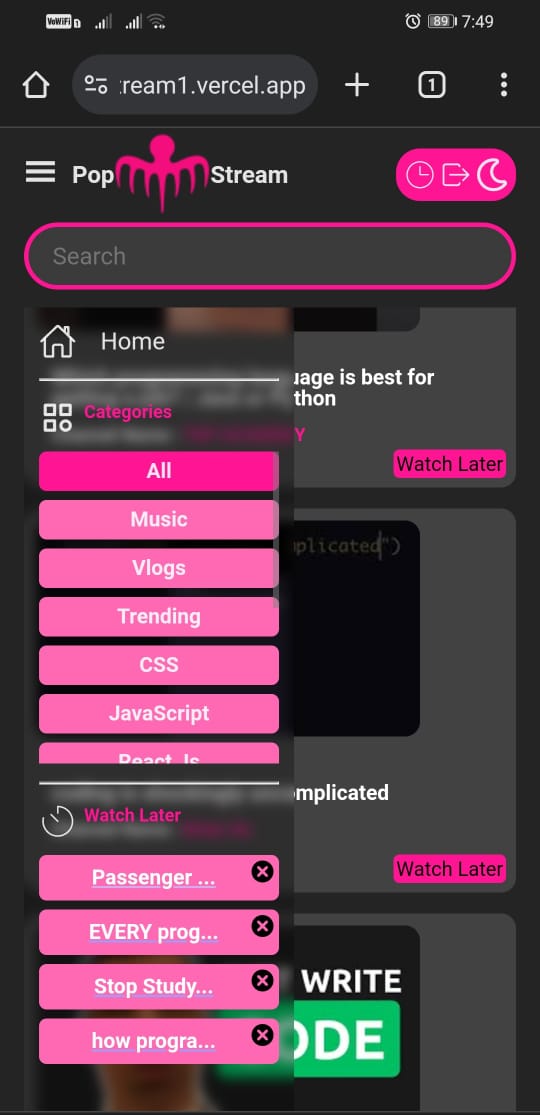 VoWiFi 1
89
7:49
:ream1.vercel.app
1
Pop Stream
Search
Home
uage is best for
thon
Categories
Y
All
Watch Later
Music
plicated")
Vlogs
Trending
CSS
JavaScript
React Js
mplicated
Watch Later
Watch Later
Passenger ...
EVERY prog...
Stop Study...
WRITE
how progra...
ODE